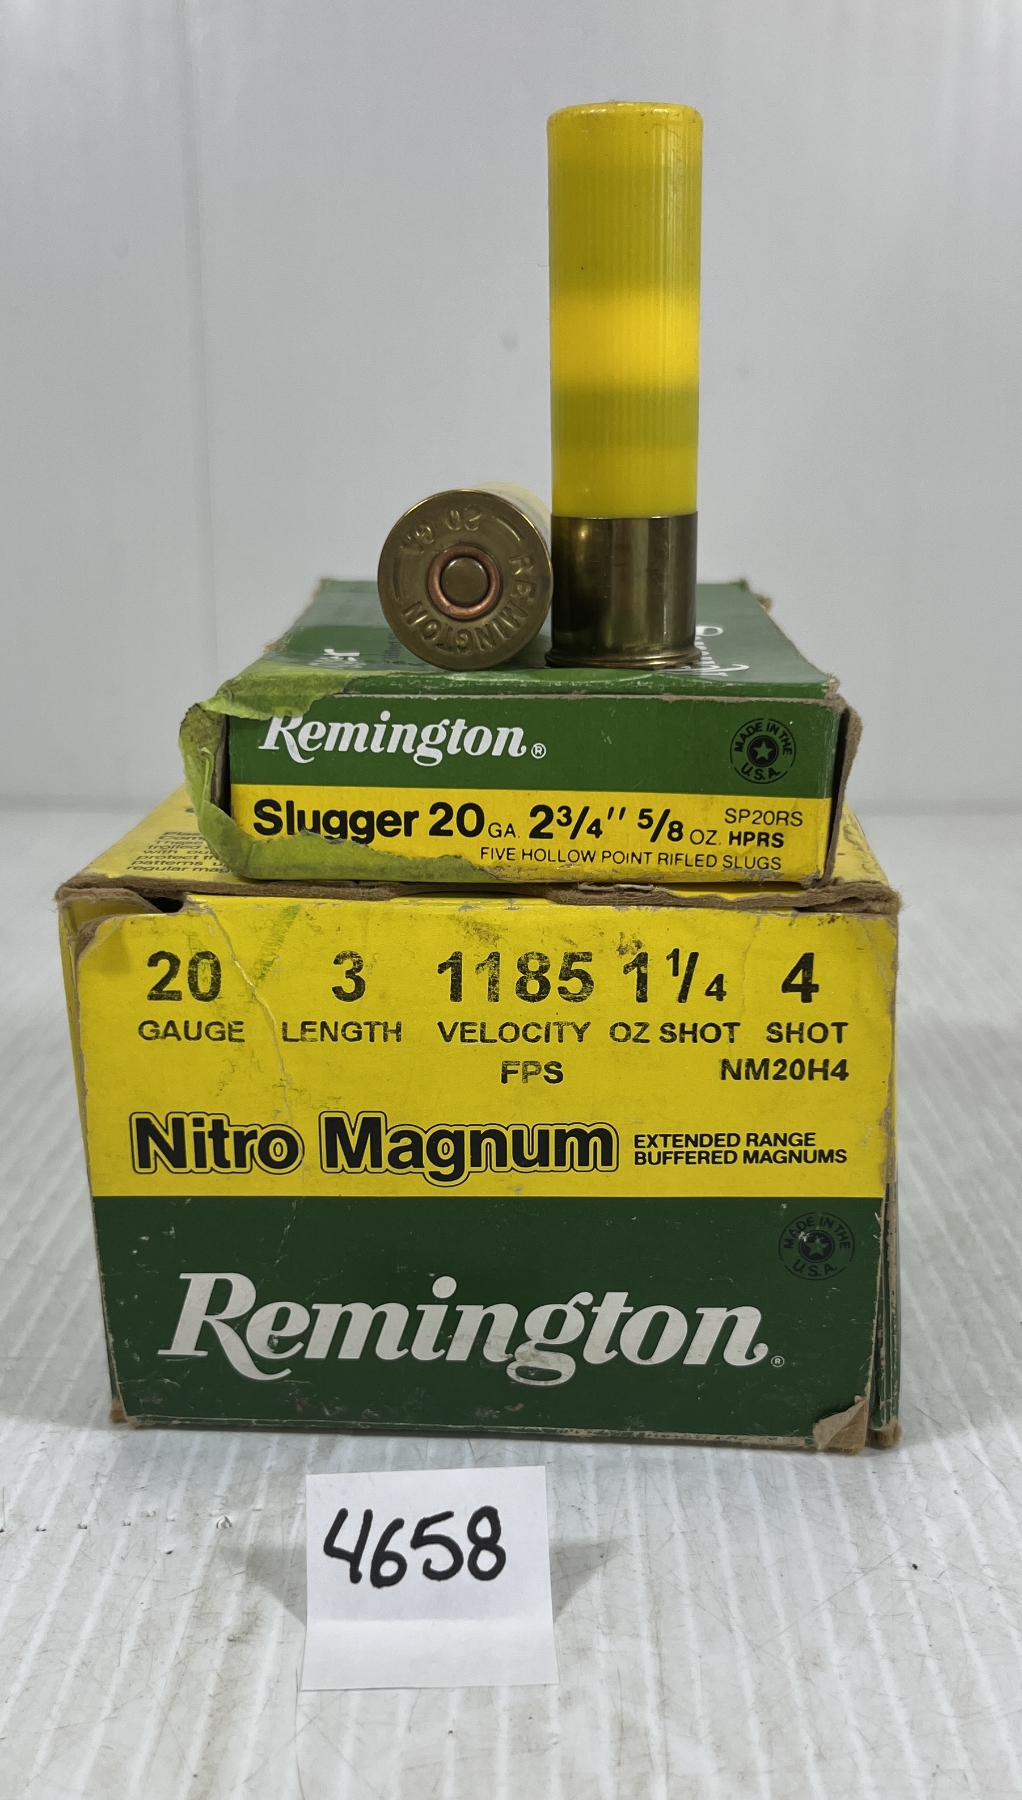 20 GA
REMINGTON
Remington®
MADE IN THE
U.S.A.
Slugger 20 GA. 2 3/4" 5/8 OZ. SP20RS
HPRS
FIVE HOLLOW POINT RIFLED SLUGS
20 3 1185 1 1/4 4
GAUGE LENGTH VELOCITY OZ SHOT SHOT
FPS NM20H4
Nitro Magnum EXTENDED RANGE
BUFFERED MAGNUMS
MADE IN THE
U.S.A.
Remington®
4658